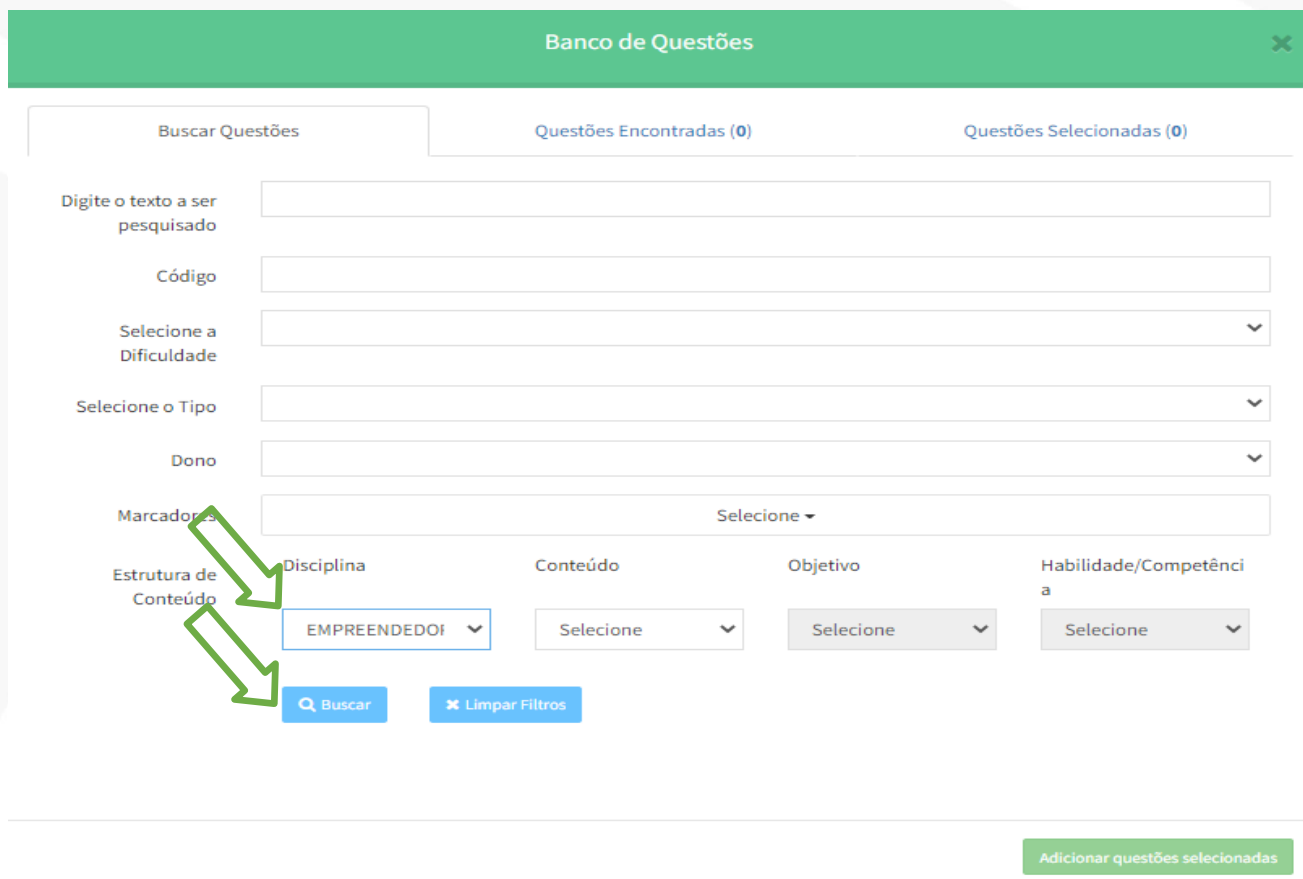 Banco de Questões
Buscar Questões
Questões Encontradas (0)
Questões Selecionadas (0)
Digite o texto a ser
pesquisado
Código
Selecione a
Dificuldade
Selecione o Tipo
Dono
Marcadores
Selecione
Estrutura de
Conteúdo
Disciplina
Conteúdo
Objetivo
Habilidade/Competênci
a
EMPREENDEDOR
Selecione
Selecione
Selecione
Buscar
Limpar Filtros
Adicionar questões selecionadas